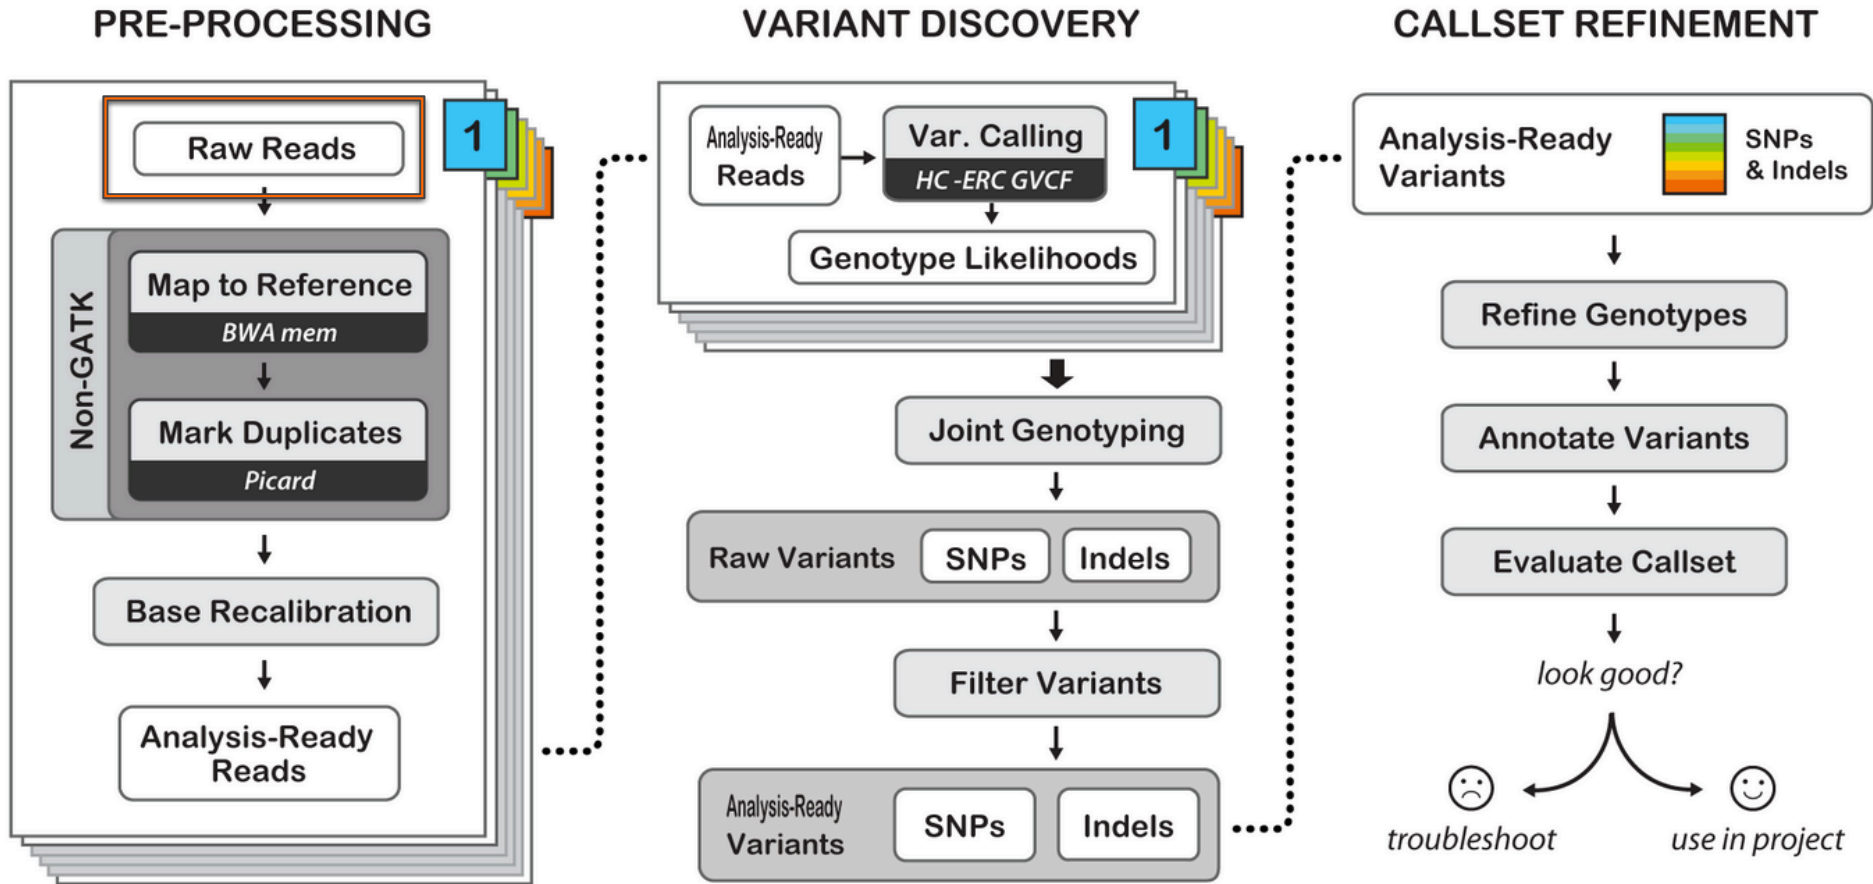 PRE-PROCESSING
Raw Reads
1
Non-GATK
Map to Reference
BWA mem
Mark Duplicates
Picard
Base Recalibration
Analysis-Ready
Reads
VARIANT DISCOVERY
Analysis-Ready
Reads
Var. Calling
HC -ERC GVCF
1
Genotype Likelihoods
Joint Genotyping
Raw Variants
SNPs
Indels
Filter Variants
Analysis-Ready
Variants
SNPs
Indels
CALLSET REFINEMENT
Analysis-Ready
Variants
SNPs
& Indels
Refine Genotypes
Annotate Variants
Evaluate Callset
look good?
troubleshoot
use in project